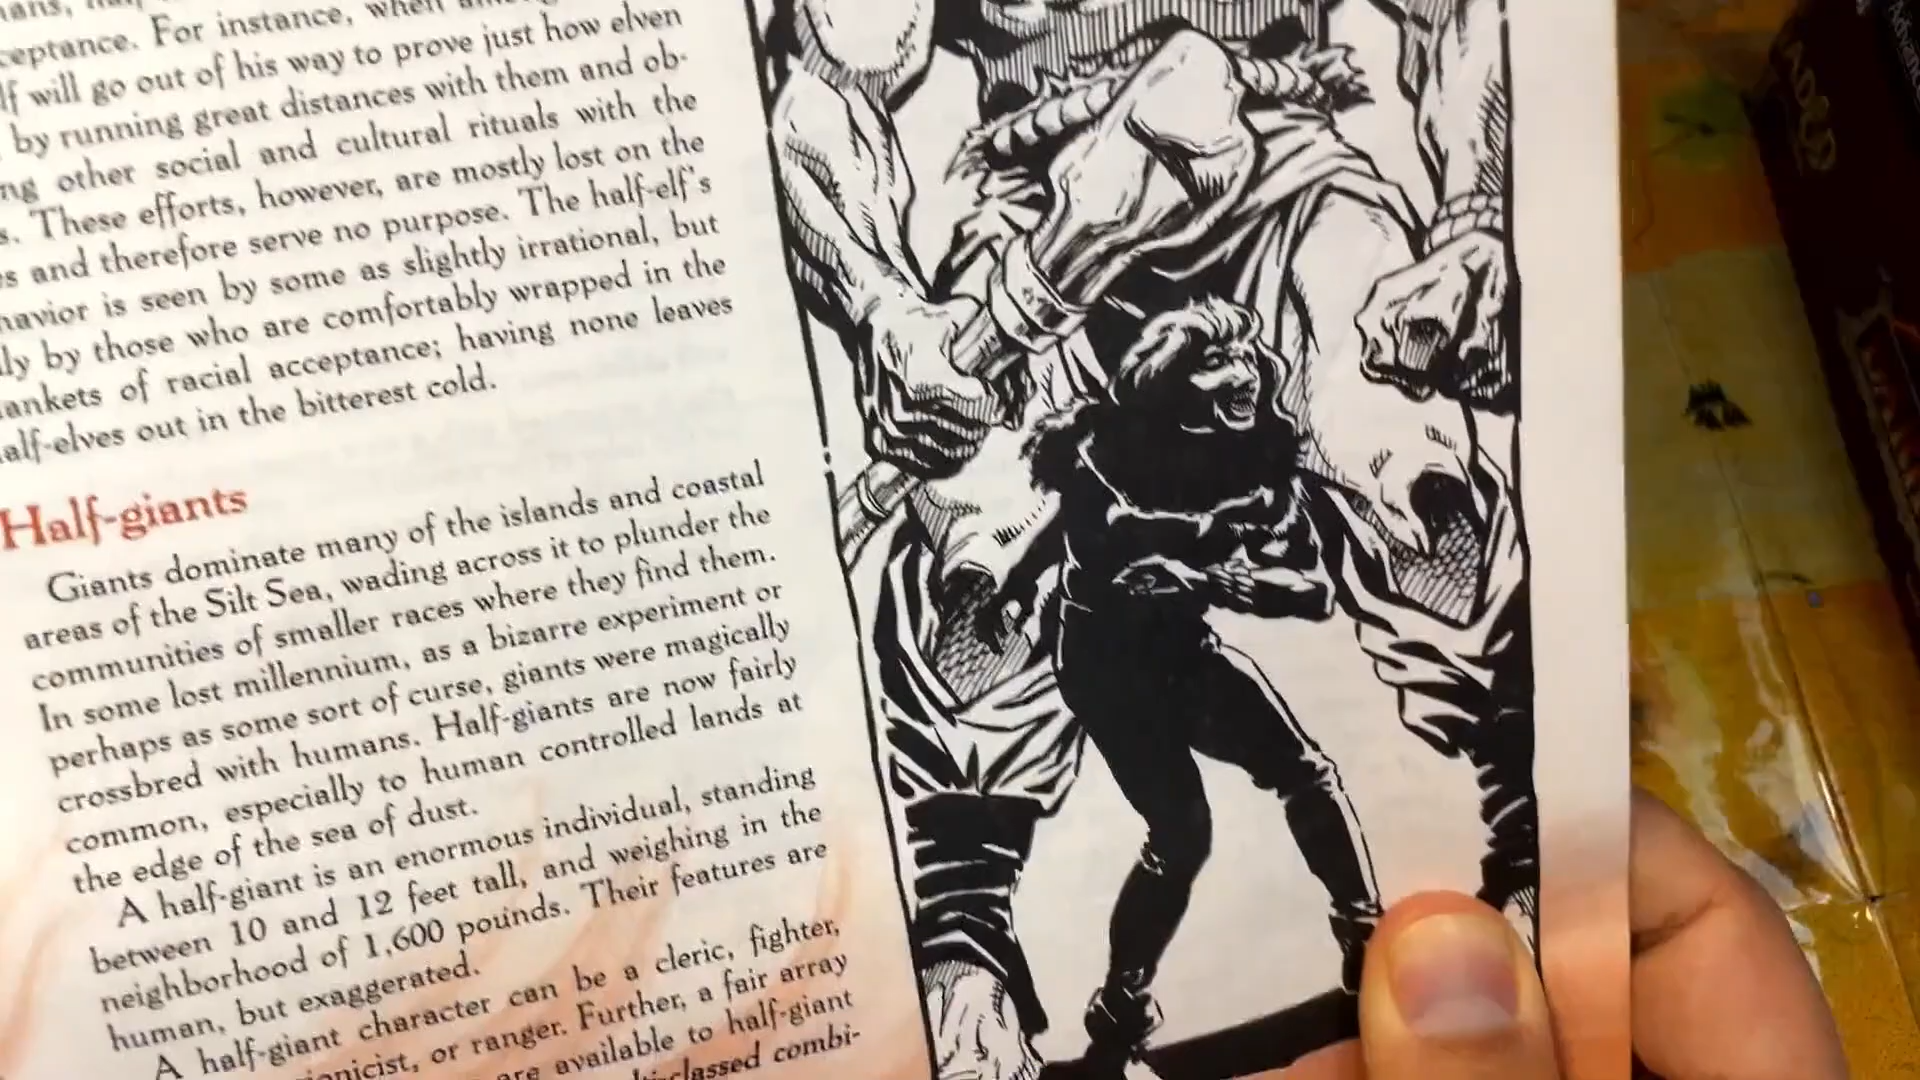 For instance, when
ceptance. For instance, when
will go out of his way to prove just how elven
by running great distances with them and ob-
ng other social and cultural rituals with the
s. These efforts, however, are mostly lost on the
s and therefore serve no purpose. The half-elf's
havior is seen by some as slightly irrational, but
ly by those who are comfortably wrapped in the
ankets of racial acceptance; having none leaves
alf-elves out in the bitterest cold.
Half-giants
Giants dominate many of the islands and coastal
areas of the Silt Sea, wading across it to plunder the
communities of smaller races where they find them.
In some lost millennium, as a bizarre experiment or
perhaps as some sort of curse, giants were magically
crossbred with humans. Half-giants are now fairly
common, especially to human controlled lands at
the edge of the sea of dust.
A half-giant is an enormous individual, standing
between 10 and 12 feet tall, and weighing in the
neighborhood of 1,600 pounds. Their features are
human, but exaggerated.
A half-giant character can be a cleric, fighter,
ionicist, or ranger. Further, a fair array
are available to half-giant
classed combi-
Advanc